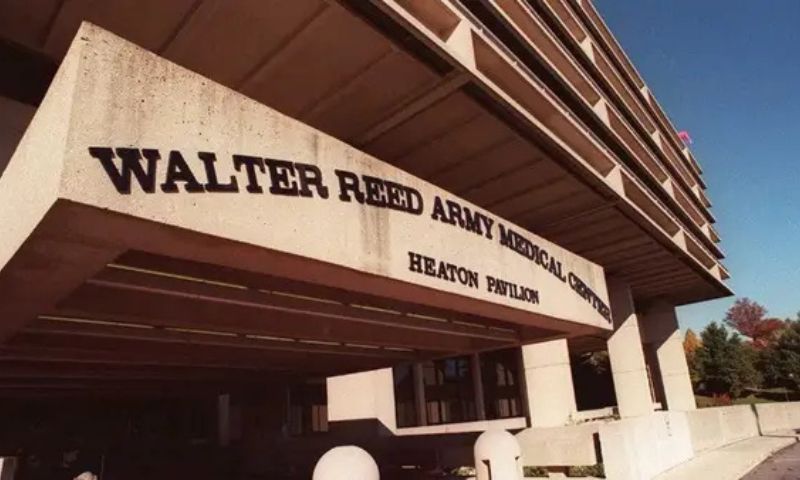 WALTER REED ARMY MEDICAL CENTER
HEATON PAVILION